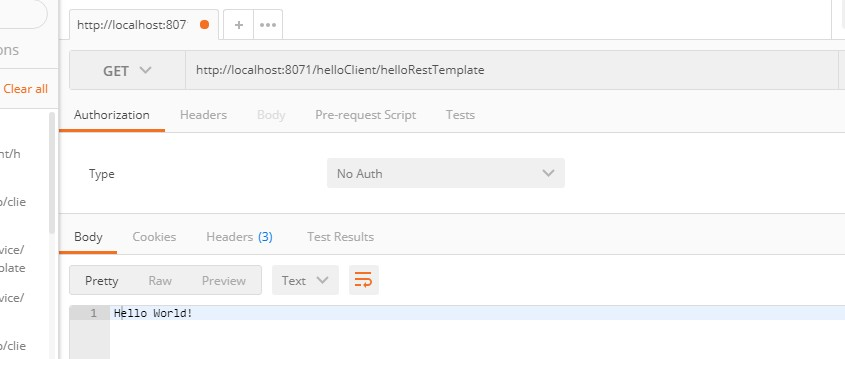 http://localhost:807
+
•••
ons
GET
http://localhost:8071/helloClient/helloRestTemplate
Clear all
Authorization
Headers
Body
Pre-request Script
Tests
nt/h
Type
No Auth
o/clie
Body
Cookies
Headers (3)
Test Results
vice/
plate
Pretty
Raw
Preview
Text
vice/
1
Hello World!
o/clie